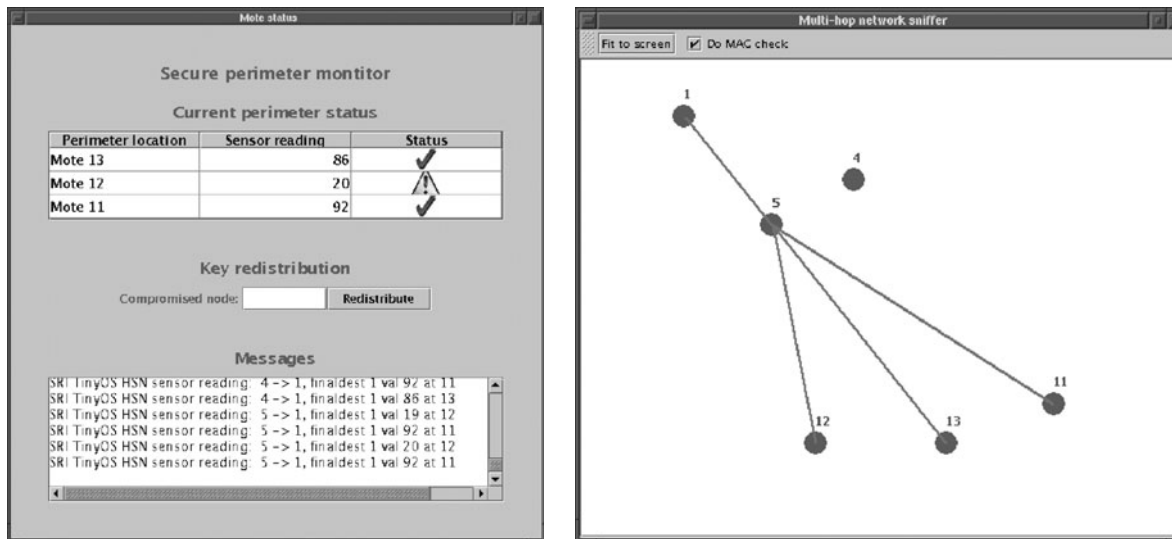 Mote status
Secure perimeter montitor
Current perimeter status
Perimeter location Sensor reading Status
Mote 13 86
Mote 12 20
Mote 11 92
Key redistribution
Compromised node: Redistribute
Messages
SRI TinyOS HSN sensor reading: 4 -> 1, finaldest 1 val 92 at 11
SRI TinyOS HSN sensor reading: 4 -> 1, finaldest 1 val 86 at 13
SRI TinyOS HSN sensor reading: 5 -> 1, finaldest 1 val 19 at 12
SRI TinyOS HSN sensor reading: 5 -> 1, finaldest 1 val 92 at 11
SRI TinyOS HSN sensor reading: 5 -> 1, finaldest 1 val 20 at 12
SRI TinyOS HSN sensor reading: 5 -> 1, finaldest 1 val 92 at 11
Multi-hop network sniffer
Fit to screen Do MAC check
1
4
5
11
12 13